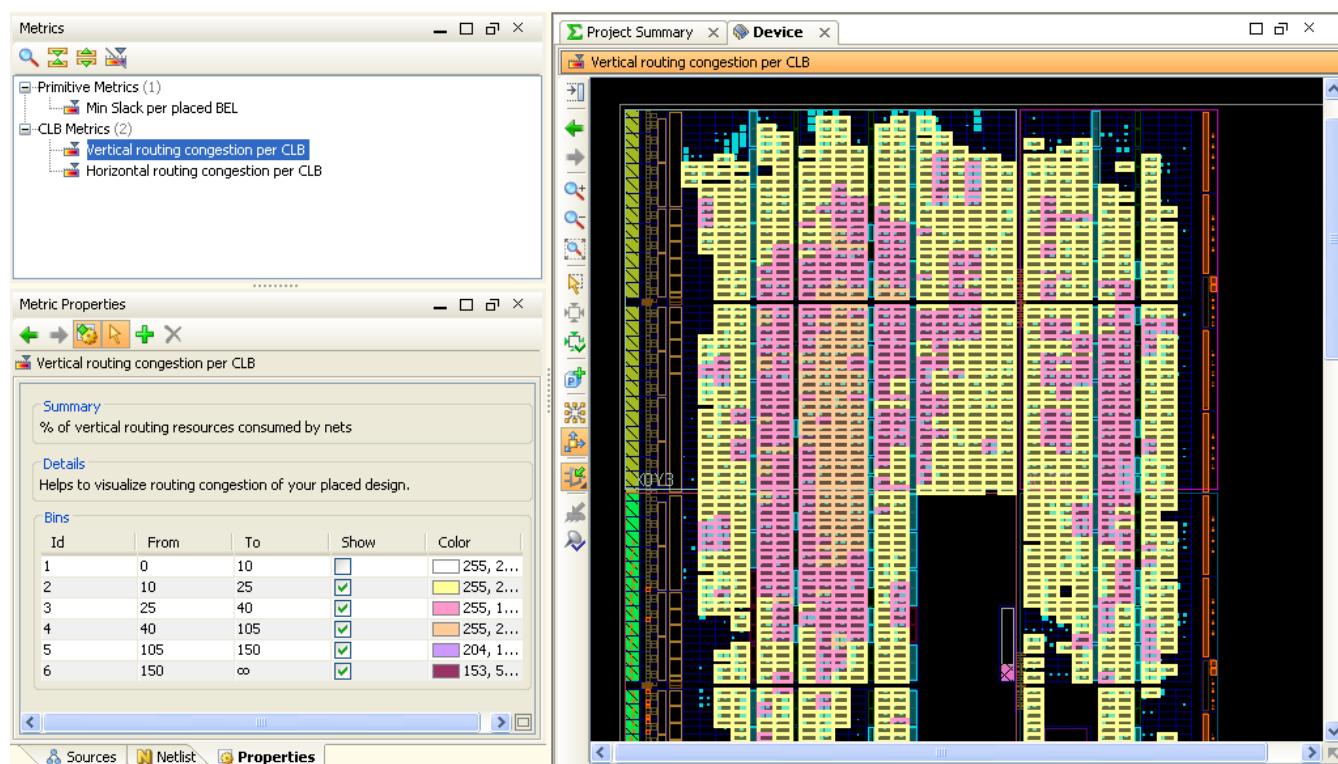 Metrics
Primitive Metrics (1)
Min Slack per placed BEL
CLB Metrics (2)
Vertical routing congestion per CLB
Horizontal routing congestion per CLB
Metric Properties
Vertical routing congestion per CLB
Summary
% of vertical routing resources consumed by nets
Details
Helps to visualize routing congestion of your placed design.
Bins
Id From To Show Color
1 0 10 255, 2...
2 10 25 255, 2...
3 25 40 255, 1...
4 40 105 255, 2...
5 105 150 204, 1...
6 150 ∞ 153, 5...
Sources Netlist Properties
Project Summary Device
Vertical routing congestion per CLB
X0Y3